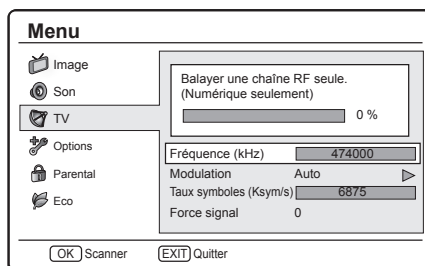 Menu
Image
Son
TV
Options
Parental
Eco
Balayer une chaîne RF seule.
(Numérique seulement)
0 %
Fréquence (kHz) 474000
Modulation Auto
Taux symboles (Ksym/s) 6875
Force signal 0
OK Scanner EXIT Quitter